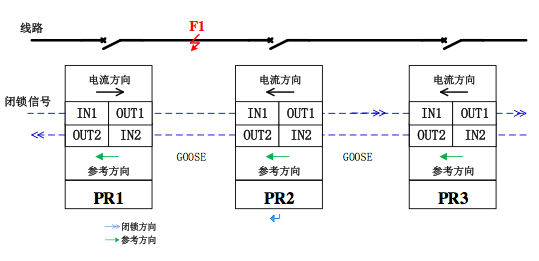 线路
F1
电流方向 电流方向 电流方向
闭锁信号
IN1 OUT1 IN1 OUT1 IN1 OUT1
OUT2 IN2 OUT2 IN2 OUT2 IN2
GOOSE GOOSE
参考方向 参考方向 参考方向
PR1 PR2 PR3
闭锁方向
参考方向